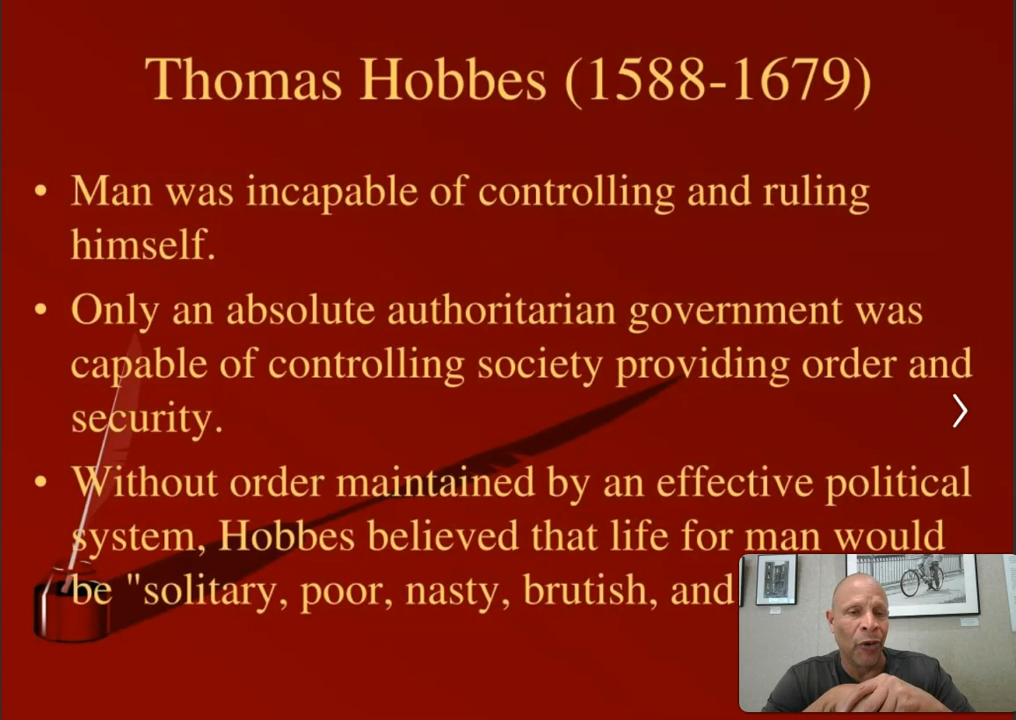 Thomas Hobbes (1588-1679)
• Man was incapable of controlling and ruling
himself.
• Only an absolute authoritarian government was
capable of controlling society providing order and
security.
• Without order maintained by an effective political
system, Hobbes believed that life for man would
be "solitary, poor, nasty, brutish, and